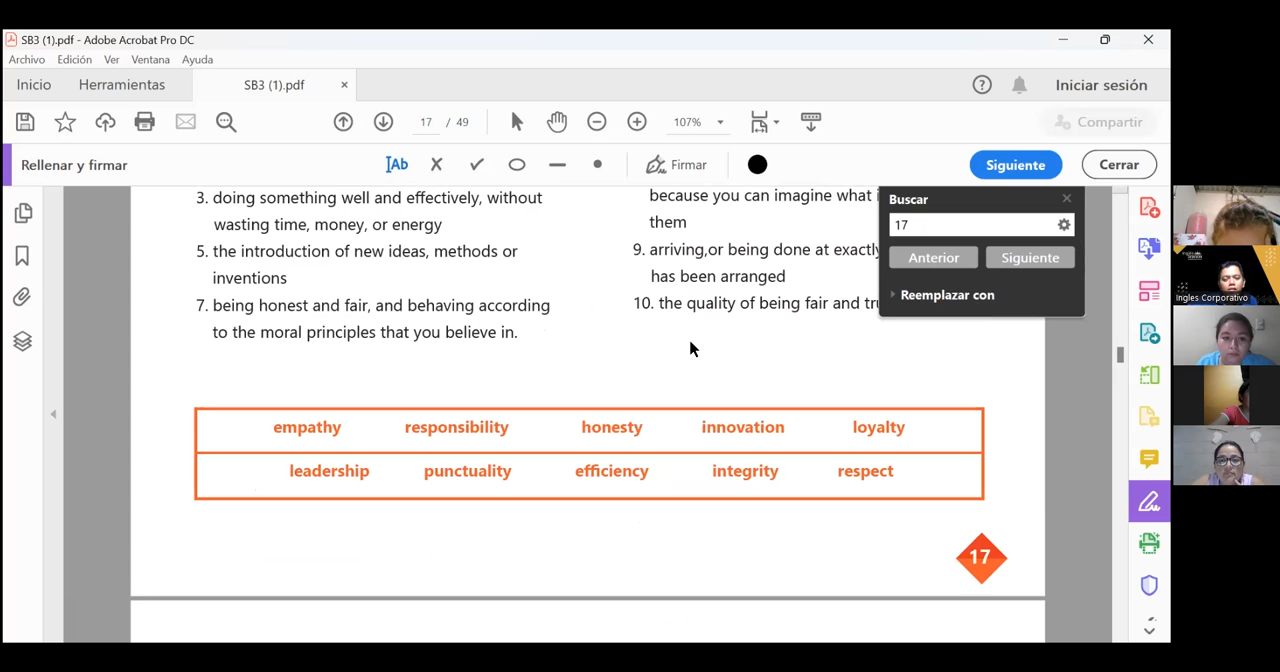 SB3 (1).pdf - Adobe Acrobat Pro DC
Archivo Edición Ver Ventana Ayuda
Inicio Herramientas SB3 (1).pdf × Iniciar sesión
17 / 49 107% Compartir
Rellenar y firmar Ab Firmar Siguiente Cerrar
3. doing something well and effectively, without
wasting time, money, or energy
5. the introduction of new ideas, methods or
inventions
7. being honest and fair, and behaving according
to the moral principles that you believe in.
because you can imagine what
them
9. arriving,or being done at exactly
has been arranged
10. the quality of being fair and
Buscar
17
Anterior Siguiente
Reemplazar con
Ingles Corporativo
empathy responsibility honesty innovation loyalty
leadership punctuality efficiency integrity respect
17